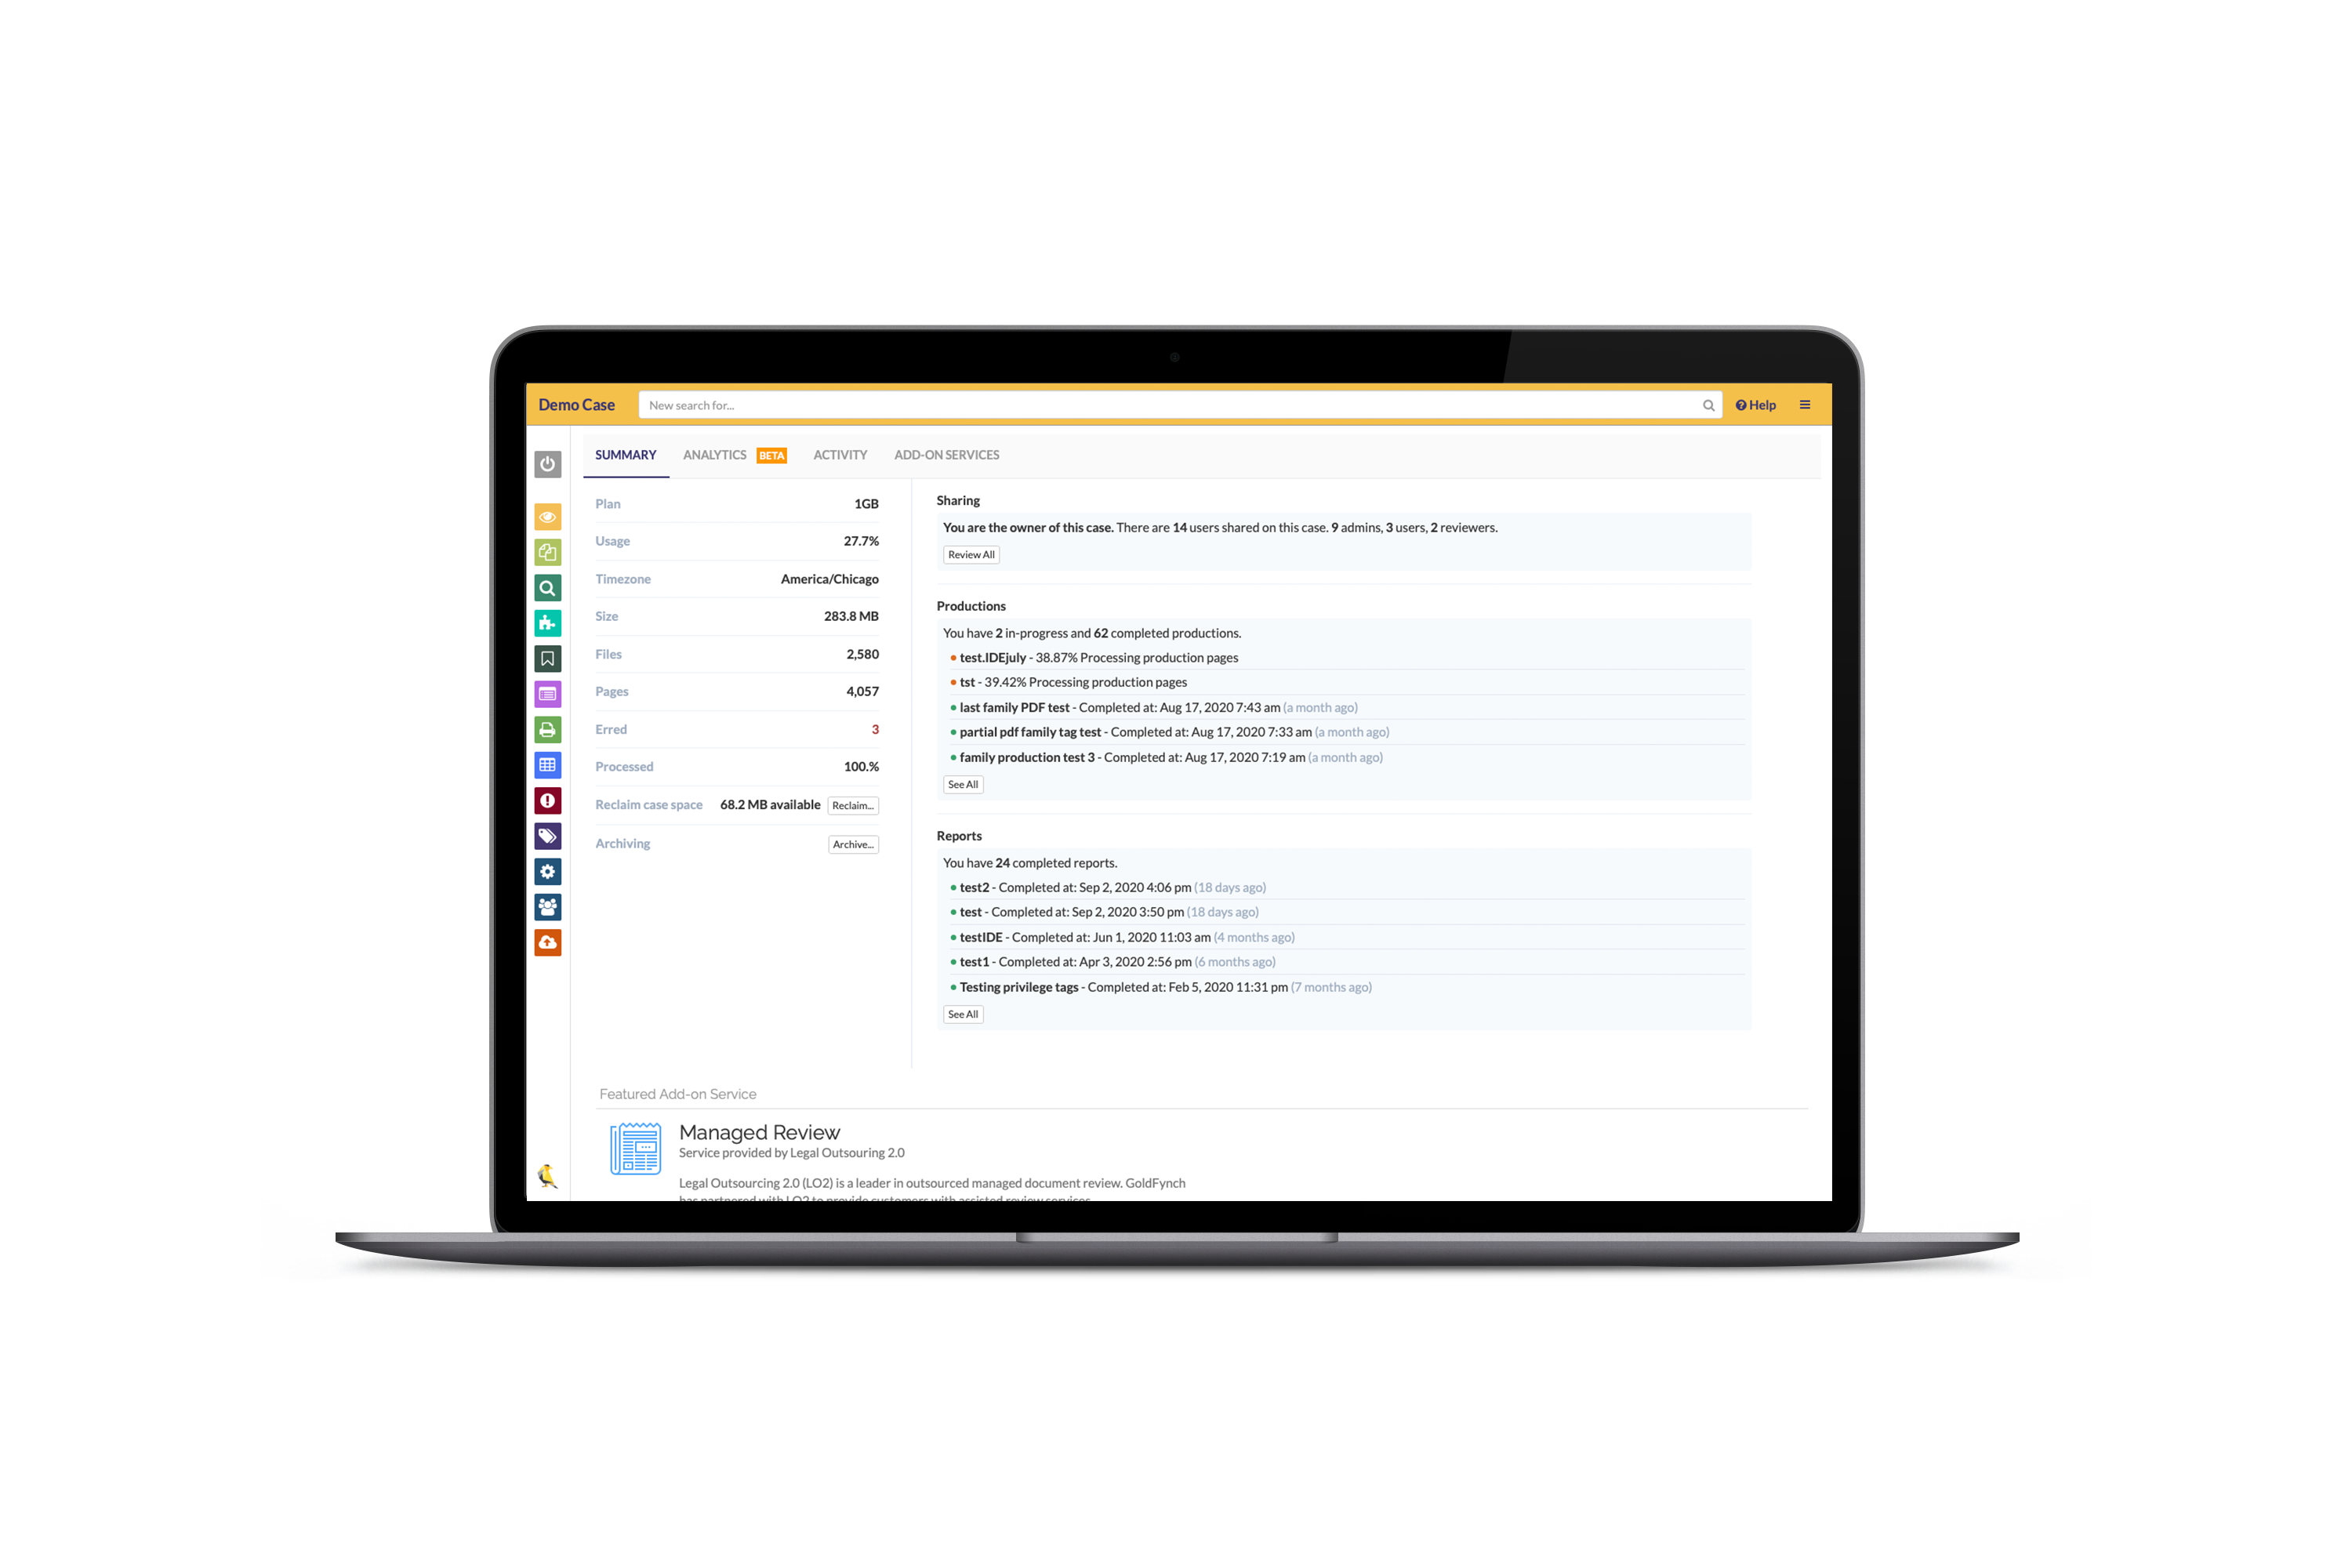 Demo Case
New search for...
Help
SUMMARY ANALYTICS BETA ACTIVITY ADD-ON SERVICES
Plan 1GB
Usage 27.7%
Timezone America/Chicago
Size 283.8 MB
Files 2,580
Pages 4,057
Erred 3
Processed 100.%
Reclaim case space 68.2 MB available Reclaim...
Archiving Archive...
Sharing
You are the owner of this case. There are 14 users shared on this case. 9 admins, 3 users, 2 reviewers.
Review All
Productions
You have 2 in-progress and 62 completed productions.
test.IDEjuly - 38.87% Processing production pages
tst - 39.42% Processing production pages
last family PDF test - Completed at: Aug 17, 2020 7:43 am (a month ago)
partial pdf family tag test - Completed at: Aug 17, 2020 7:33 am (a month ago)
family production test 3 - Completed at: Aug 17, 2020 7:19 am (a month ago)
See All
Reports
You have 24 completed reports.
test2 - Completed at: Sep 2, 2020 4:06 pm (18 days ago)
test - Completed at: Sep 2, 2020 3:50 pm (18 days ago)
testIDE - Completed at: Jun 1, 2020 11:03 am (4 months ago)
test1 - Completed at: Apr 3, 2020 2:56 pm (6 months ago)
Testing privilege tags - Completed at: Feb 5, 2020 11:31 pm (7 months ago)
See All
Featured Add-on Service
Managed Review
Service provided by Legal Outsouring 2.0
Legal Outsourcing 2.0 (LO2) is a leader in outsourced managed document review. GoldFynch
has partnered with LO2 to provide customers with assisted review services.